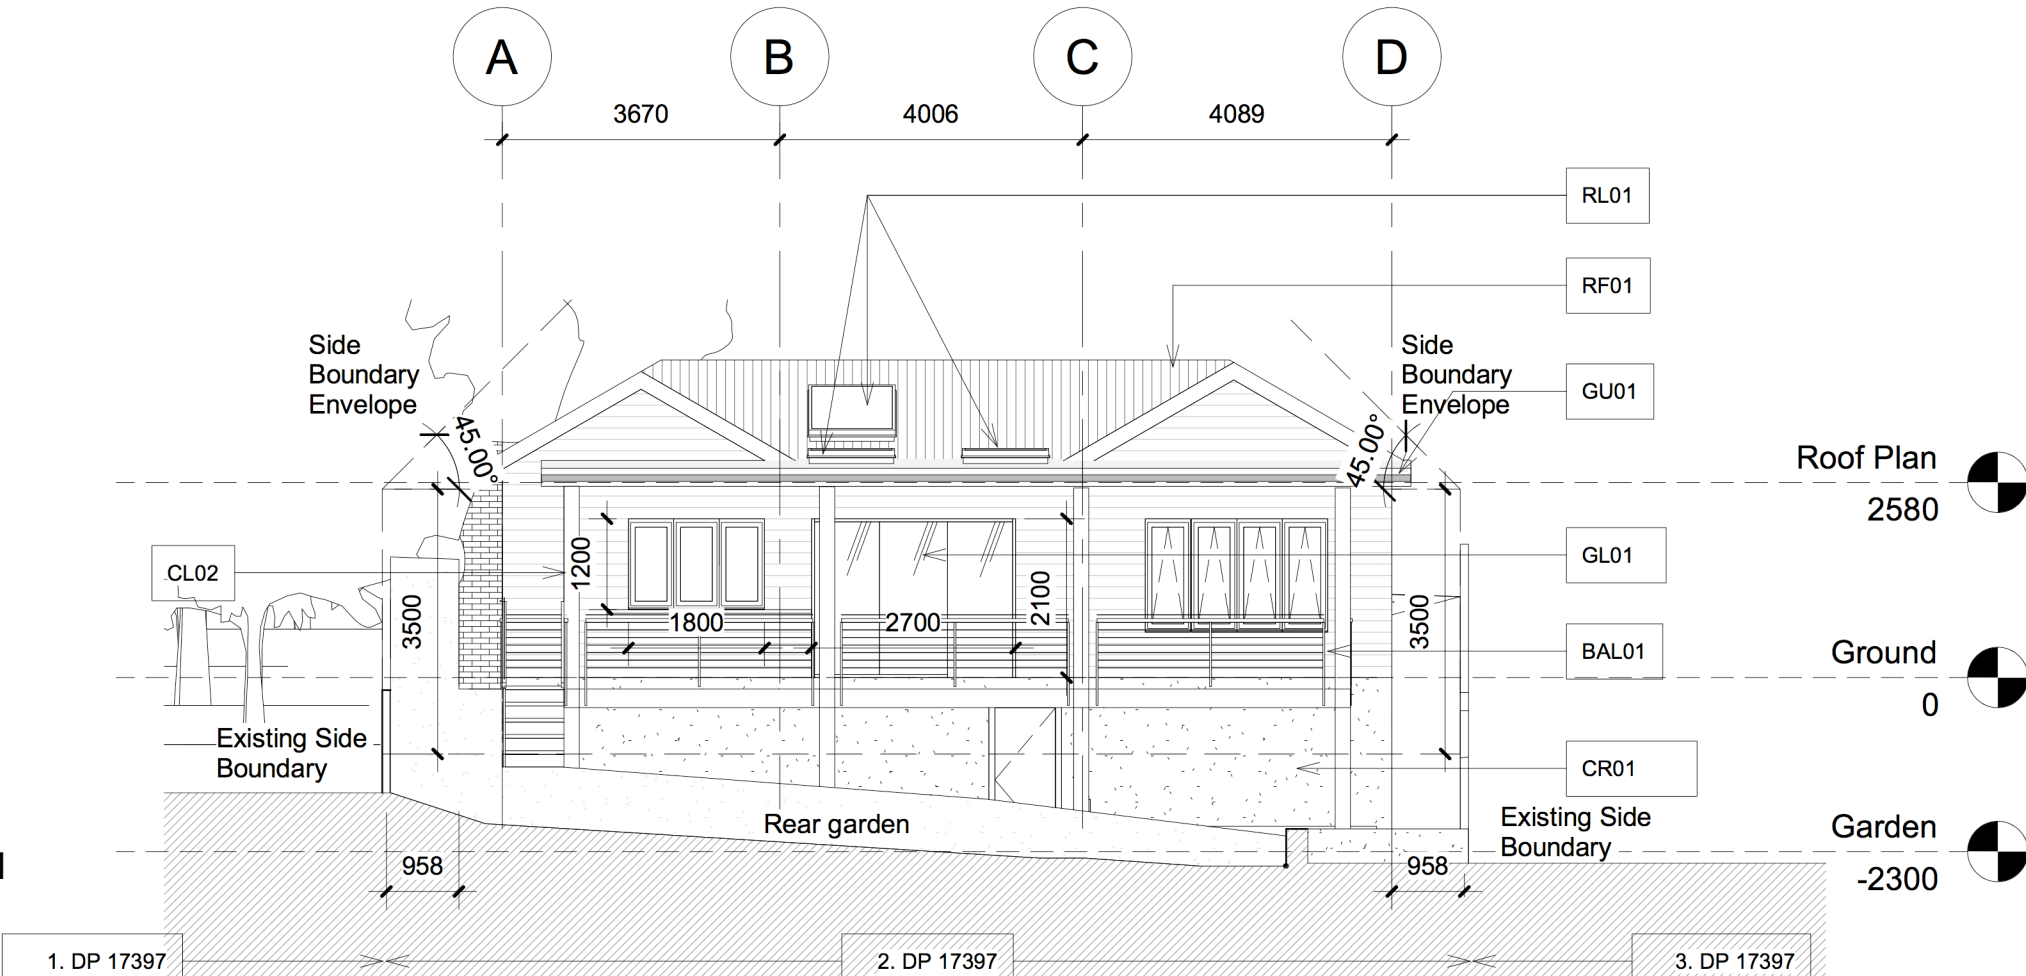 A
B
C
D
3670
4006
4089
RL01
RF01
Side
Boundary
Envelope
Side
Boundary
Envelope
GU01
45.00°
45.00°
Roof Plan
2580
CL02
1200
GL01
3500
1800
2700
2100
3500
BAL01
Ground
0
Existing Side
Boundary
CR01
Rear garden
Existing Side
Boundary
Garden
-2300
958
958
1. DP 17397
2. DP 17397
3. DP 17397